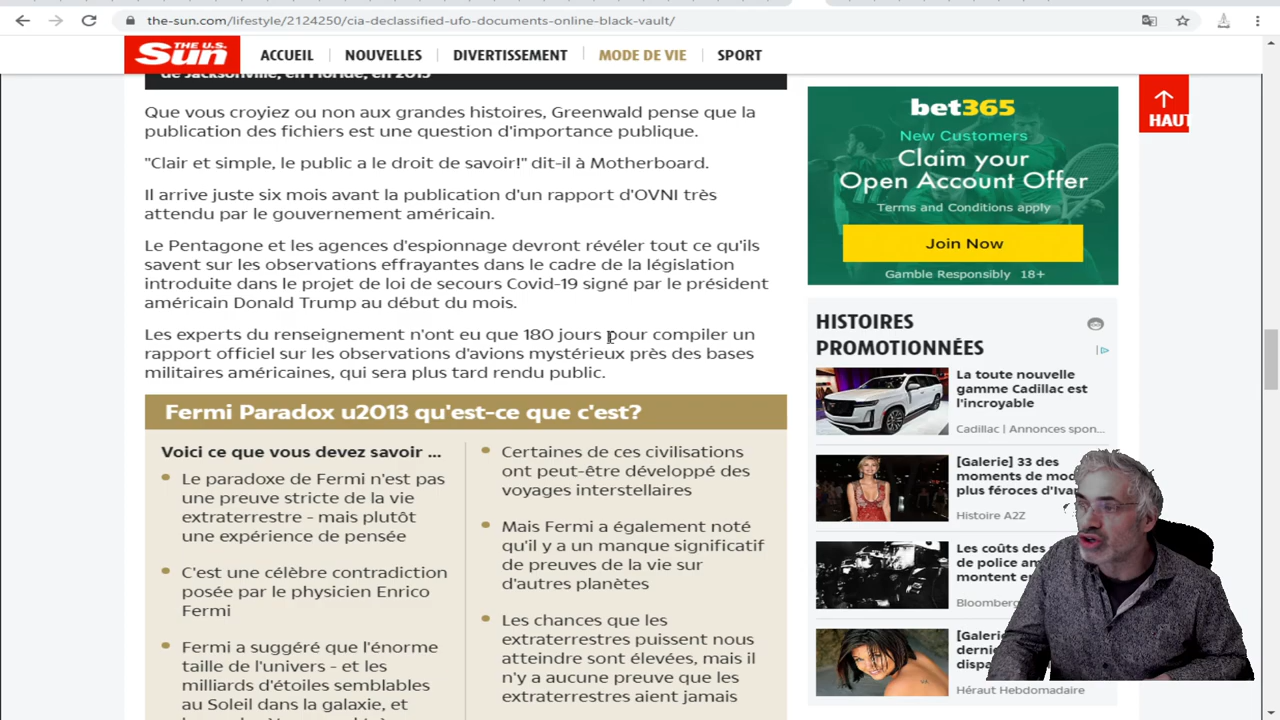 the-sun.com/lifestyle/2124250/cia-declassified-ufo-documents-online-black-vault/
THE U.S.
Sun
ACCUEIL
NOUVELLES
DIVERTISSEMENT
MODE DE VIE
SPORT
de Jacksonville, en Floride, en 2015
Que vous croyiez ou non aux grandes histoires, Greenwald pense que la
publication des fichiers est une question d'importance publique.
"Clair et simple, le public a le droit de savoir!" dit-il à Motherboard.
Il arrive juste six mois avant la publication d'un rapport d'OVNI très
attendu par le gouvernement américain.
Le Pentagone et les agences d'espionnage devront révéler tout ce qu'ils
savent sur les observations effrayantes dans le cadre de la législation
introduite dans le projet de loi de secours Covid-19 signé par le président
américain Donald Trump au début du mois.
Les experts du renseignement n'ont eu que 180 jours pour compiler un
rapport officiel sur les observations d'avions mystérieux près des bases
militaires américaines, qui sera plus tard rendu public.
Fermi Paradox u2013 qu'est-ce que c'est?
Voici ce que vous devez savoir ...
Le paradoxe de Fermi n'est pas
une preuve stricte de la vie
extraterrestre - mais plutôt
une expérience de pensée
C'est une célèbre contradiction
posée par le physicien Enrico
Fermi
Fermi a suggéré que l'énorme
taille de l'univers - et les
milliards d'étoiles semblables
au Soleil dans la galaxie, et
Certaines de ces civilisations
ont peut-être développé des
voyages interstellaires
Mais Fermi a également noté
qu'il y a un manque significatif
de preuves de la vie sur
d'autres planètes
Les chances que les
extraterrestres puissent nous
atteindre sont élevées, mais il
n'y a aucune preuve que les
extraterrestres aient jamais
bet365
New Customers
Claim your
Open Account Offer
Terms and Conditions apply
Join Now
Gamble Responsibly 18+
HAUT
HISTOIRES
PROMOTIONNÉES
La toute nouvelle
gamme Cadillac est
l'incroyable
Cadillac | Annonces spon...
[Galerie] 33 des
moments de mod
plus féroces d'Ivan
Histoire A2Z
Les coûts des
de police am
montent en
Bloomberg
[Galerie
derni
dispa
Héraut Hebdomadaire